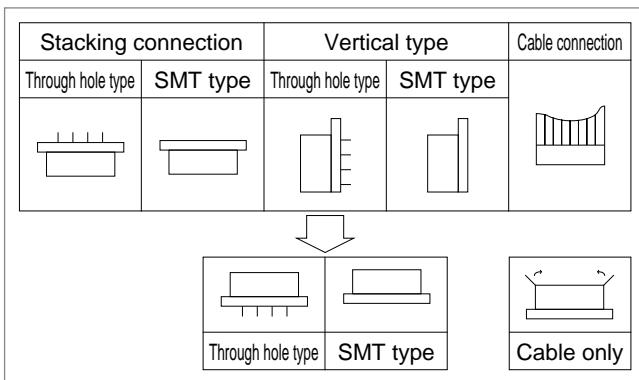 Stacking connection
Vertical type
Cable connection
Through hole type
SMT type
Through hole type
SMT type
Through hole type
SMT type
Cable only